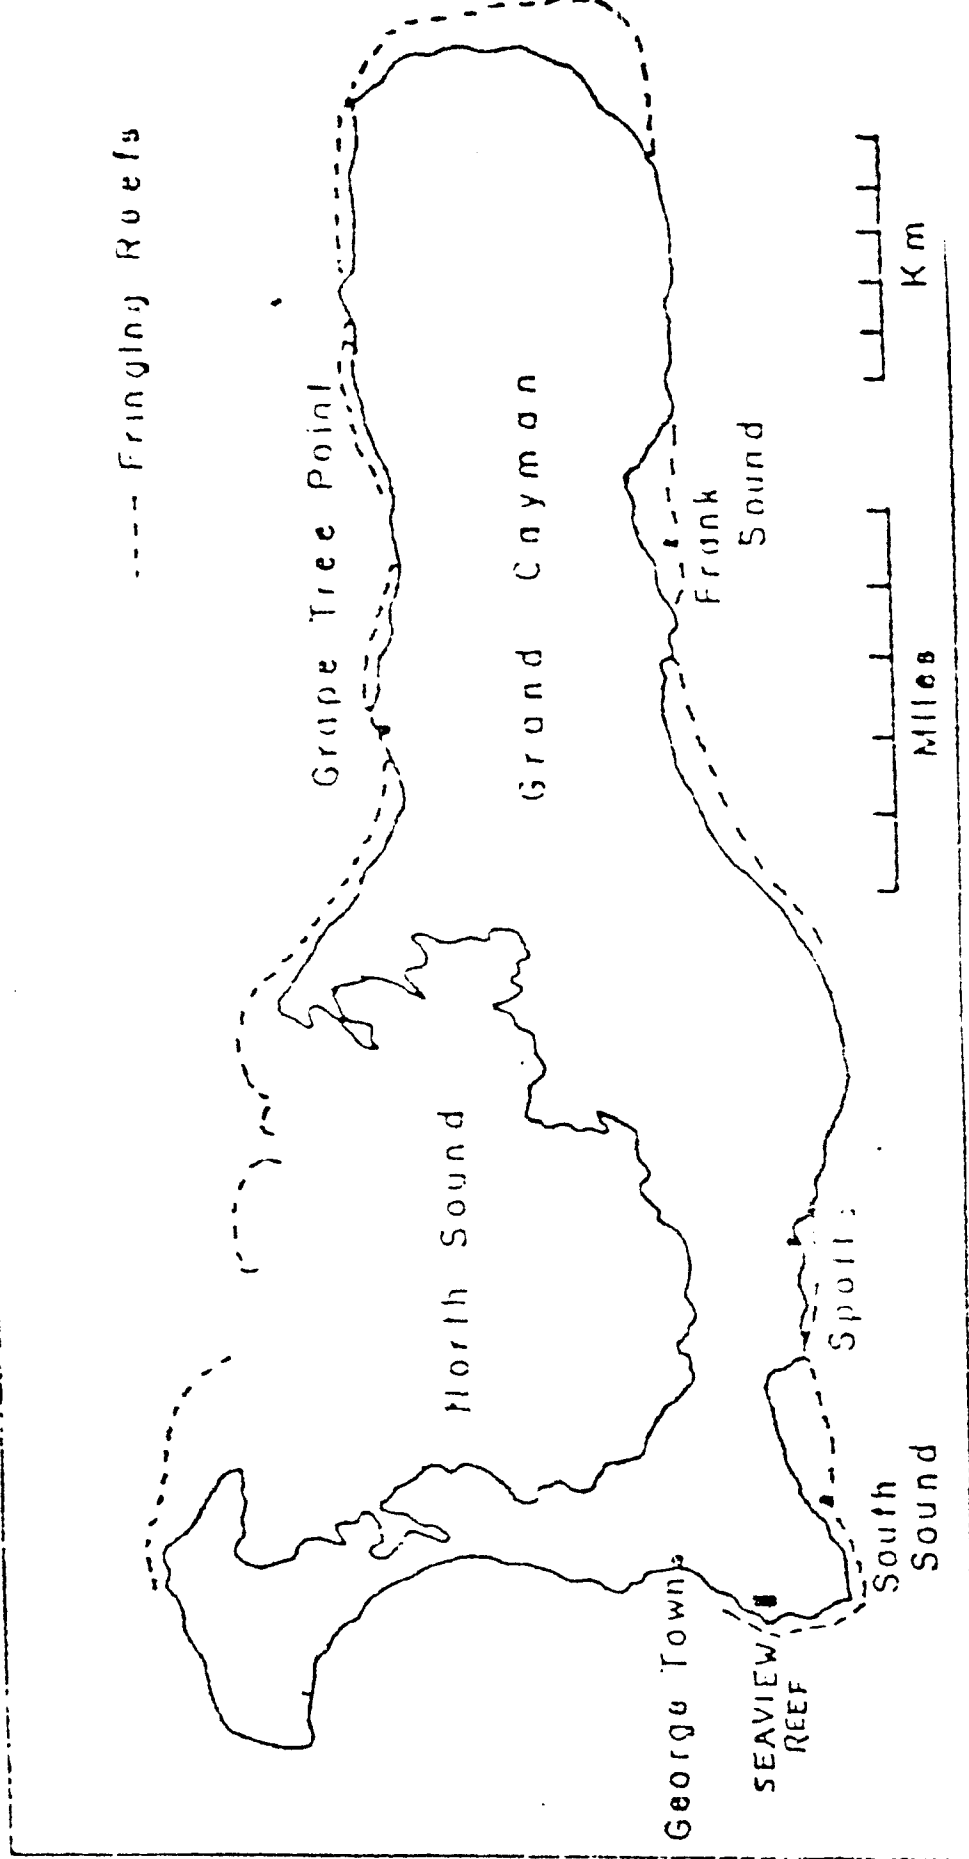 ---- Fringing Reefs
Grape Tree Point
Grand Cayman
North Sound
Frank
Sound
George Town
SEAVIEW
REEF
Spotts
South
Sound
Miles
Km